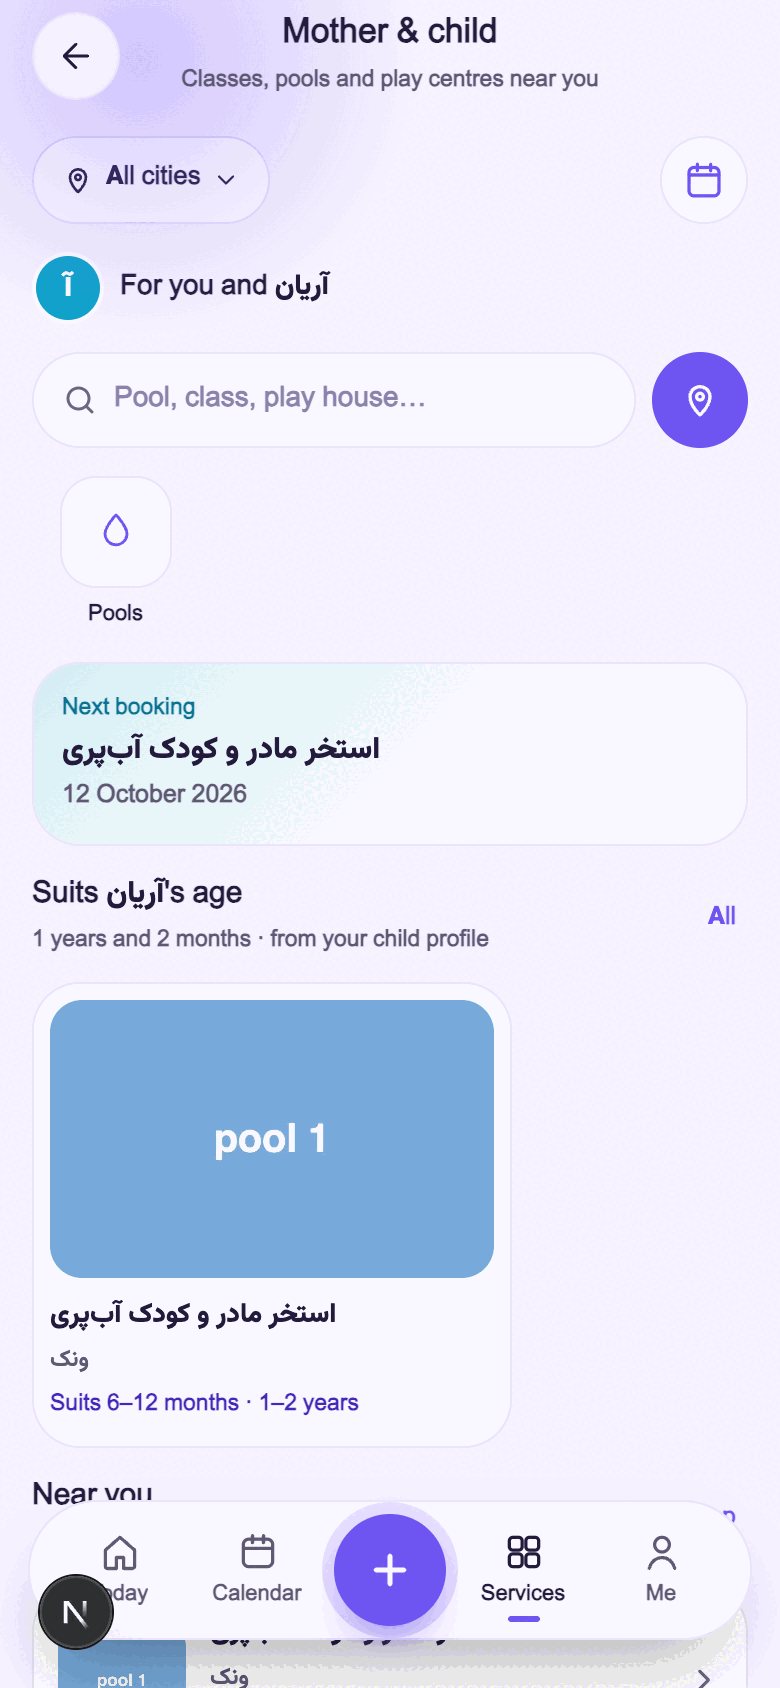 Mother & child
Classes, pools and play centres near you
All cities
آ
For you and آریان
Pool, class, play house…
Pools
Next booking
استخر مادر و کودک آب‌پری
12 October 2026
Suits آریان's age
1 years and 2 months · from your child profile
All
pool 1
استخر مادر و کودک آب‌پری
ونک
Suits 6–12 months · 1–2 years
Near you
Calendar
Services
Me
N
pool 1
ونک